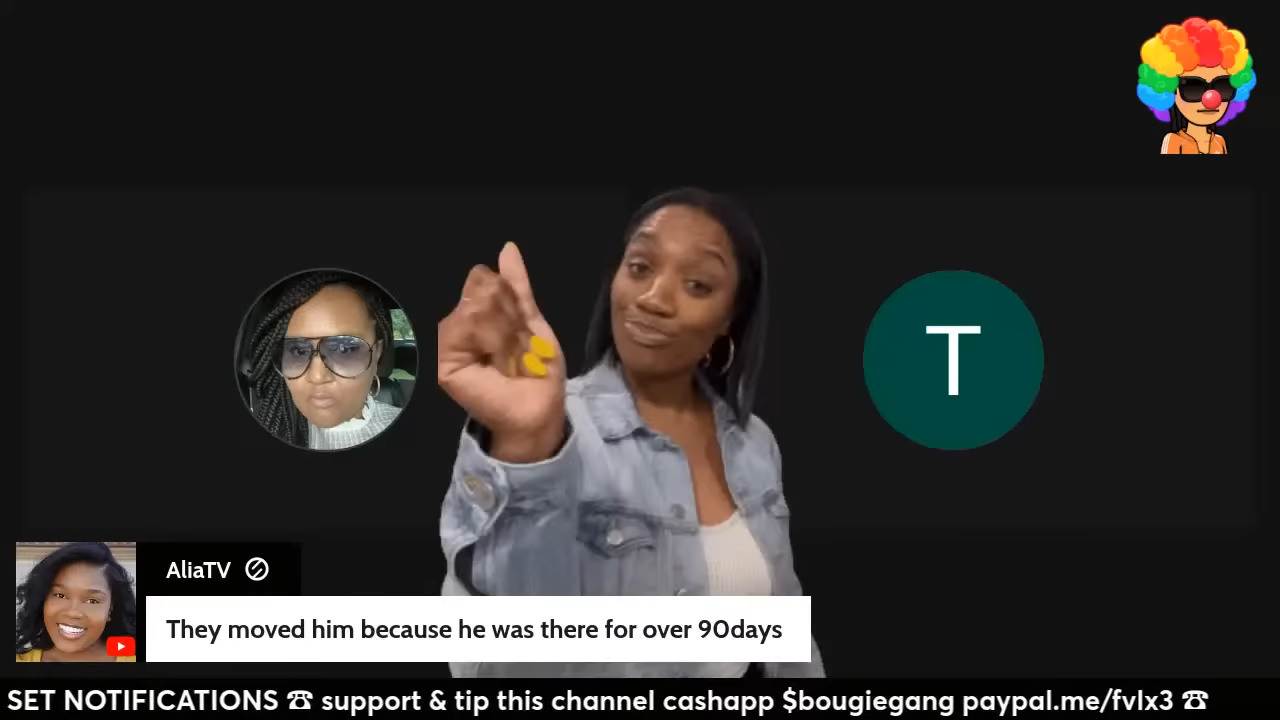 T
AliaTV
They moved him because he was there for over 90days
SET NOTIFICATIONS ☎ support & tip this channel cashapp $bougiegang paypal.me/fvlx3 ☎